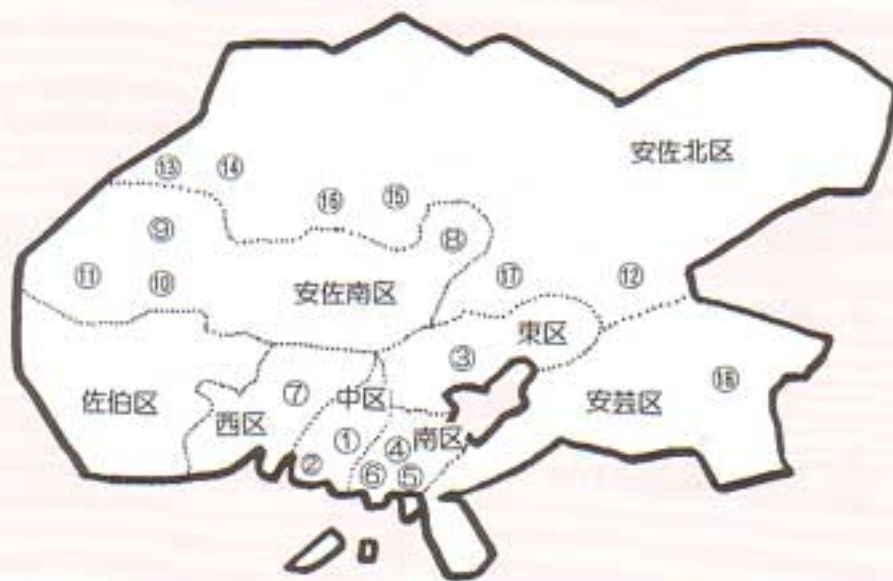 安佐北区
⑬ ⑭
⑯ ⑮
⑨ ⑧
⑪ ⑩ ⑰ ⑫
安佐南区
東区
③
佐伯区 ⑦ 中区 安芸区 ⑱
西区 ① ④ 南区
② ⑥ ⑤